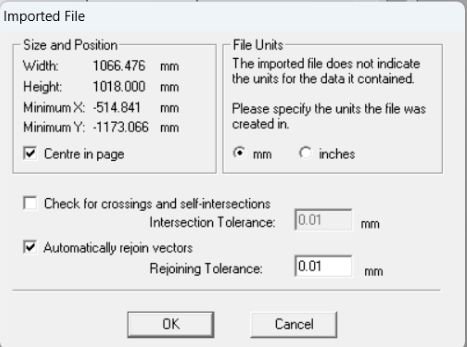 Imported File
Size and Position
Width: 1066.476 mm
Height: 1018.000 mm
Minimum X: -514.841 mm
Minimum Y: -1173.066 mm
Centre in page
File Units
The imported file does not indicate
the units for the data it contained.
Please specify the units the file was
created in.
mm inches
Check for crossings and self-intersections
Intersection Tolerance: 0.01 mm
Automatically rejoin vectors
Rejoining Tolerance: 0.01 mm
OK Cancel